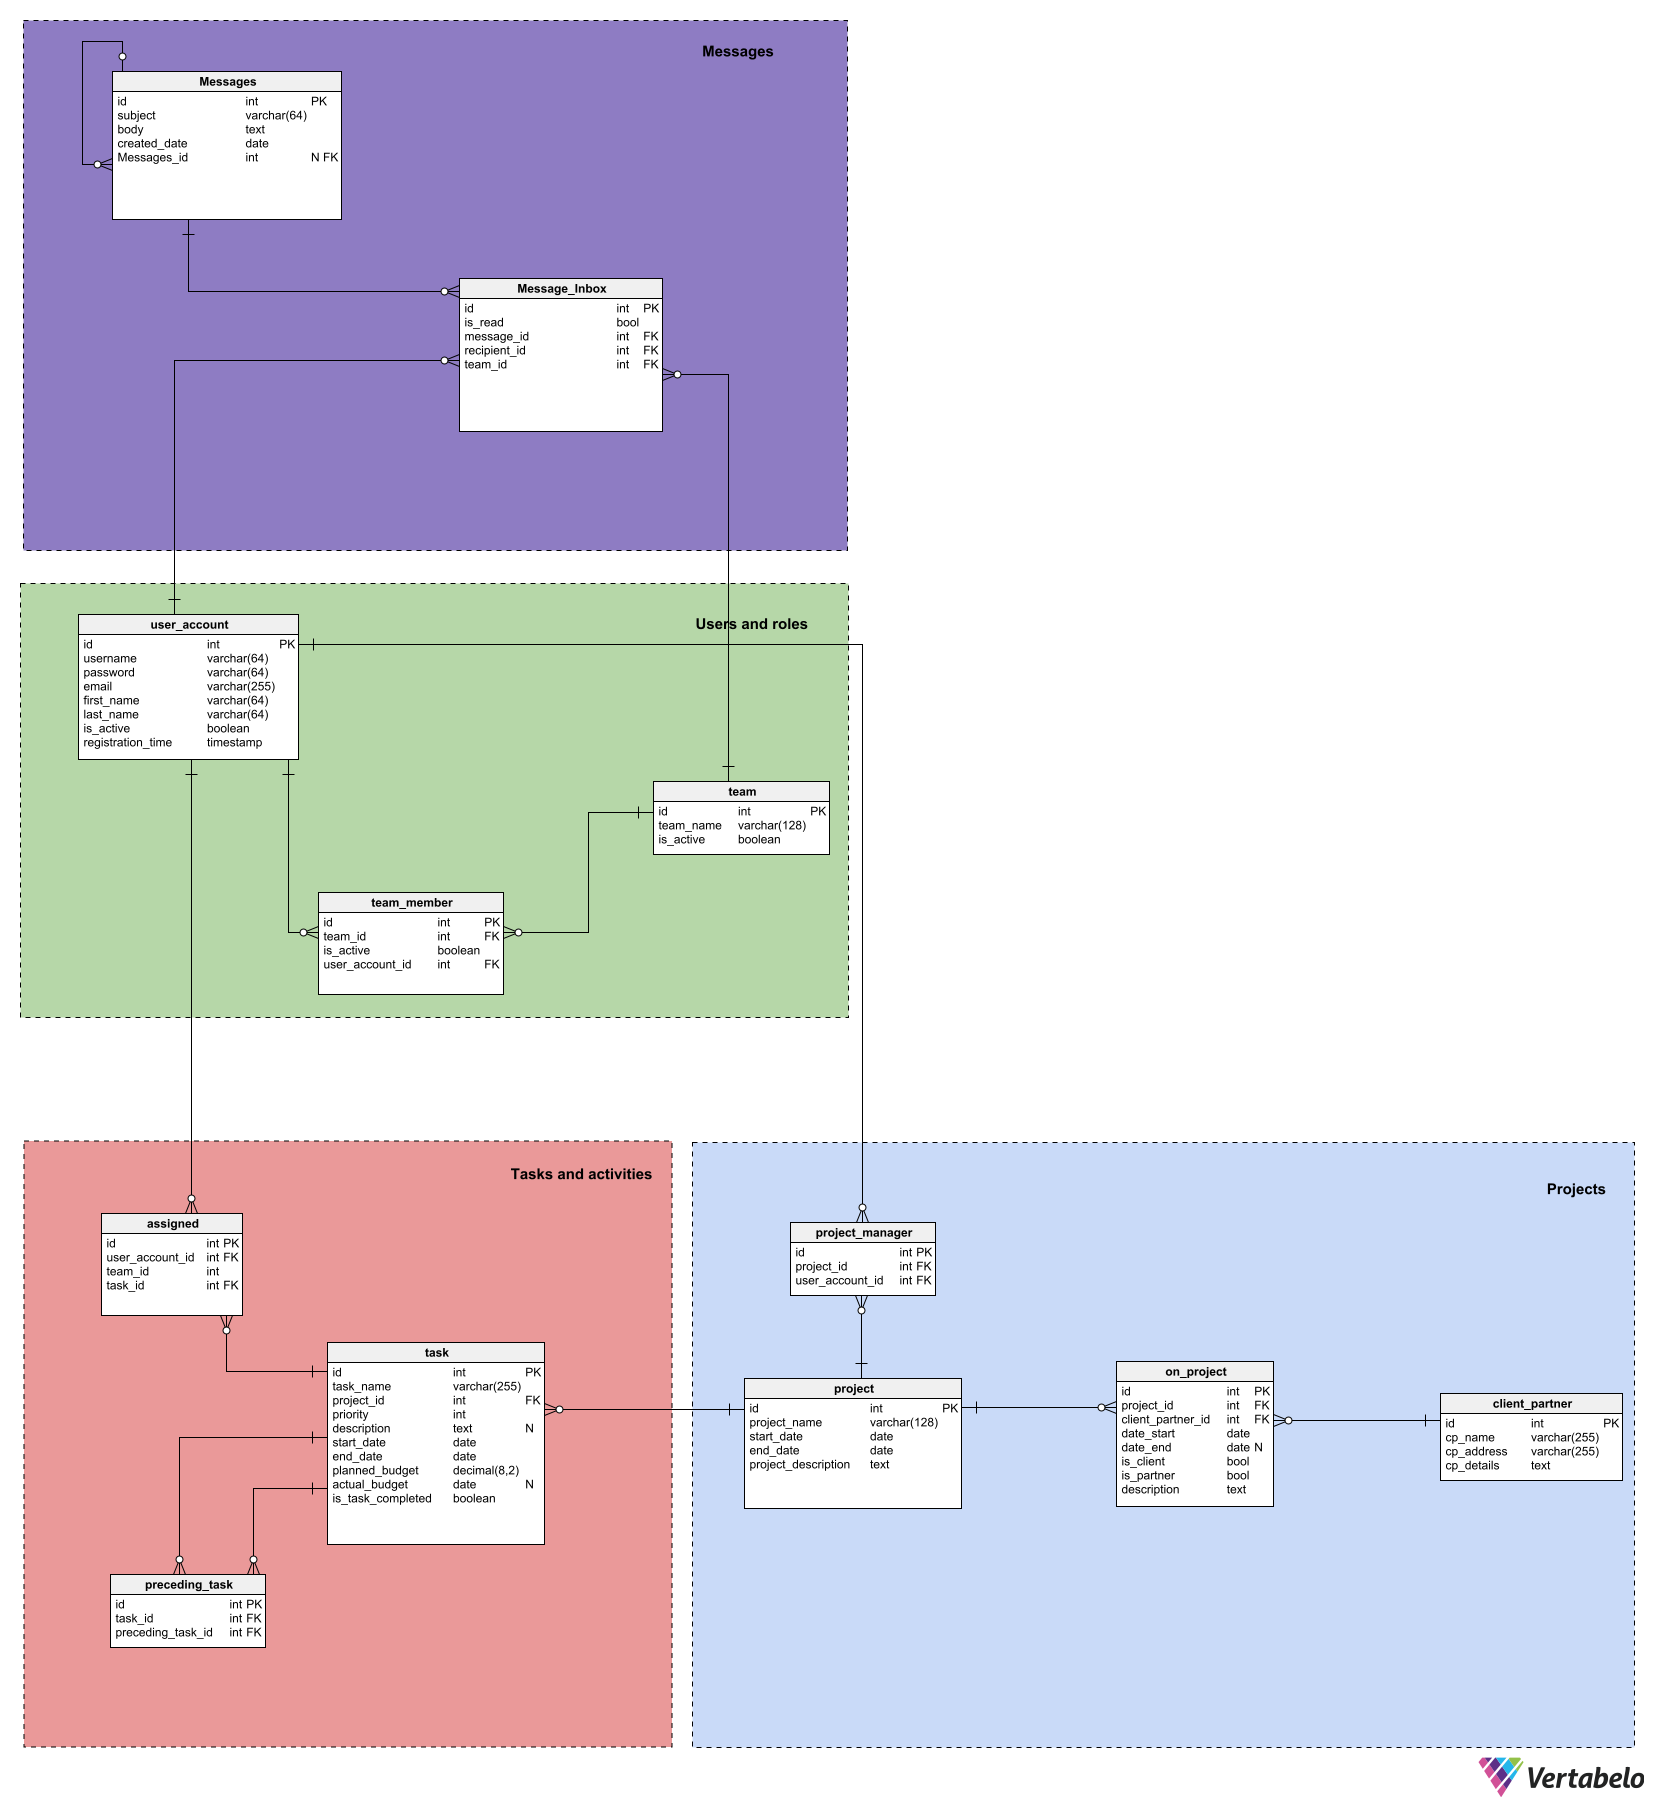 Messages
Messages
id int PK
subject varchar(64)
body text
created_date date
Messages_id int N FK
Message_Inbox
id int PK
is_read bool
message_id int FK
recipient_id int FK
team_id int FK
Users and roles
user_account
id int PK
username varchar(64)
password varchar(64)
email varchar(255)
first_name varchar(64)
last_name varchar(64)
is_active boolean
registration_time timestamp
team
id int PK
team_name varchar(128)
is_active boolean
team_member
id int PK
team_id int FK
is_active boolean
user_account_id int FK
Tasks and activities
assigned
id int PK
user_account_id int FK
team_id int
task_id int FK
task
id int PK
task_name varchar(255)
project_id int FK
priority int
description text N
start_date date
end_date date
planned_budget decimal(8,2)
actual_budget date N
is_task_completed boolean
preceding_task
id int PK
task_id int FK
preceding_task_id int FK
Projects
project_manager
id int PK
project_id int FK
user_account_id int FK
project
id int PK
project_name varchar(128)
start_date date
end_date date
project_description text
on_project
id int PK
project_id int FK
client_partner_id int FK
date_start date
date_end date N
is_client bool
is_partner bool
description text
client_partner
id int PK
cp_name varchar(255)
cp_address varchar(255)
cp_details text
Vertabelo